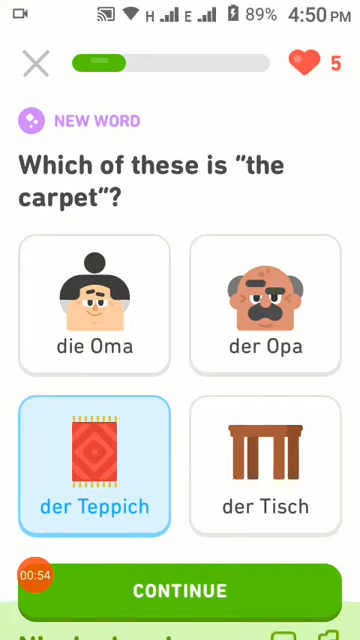 H E 89% 4:50 PM
5
NEW WORD
Which of these is “the
carpet”?
die Oma
der Opa
der Teppich
der Tisch
00:54
CONTINUE